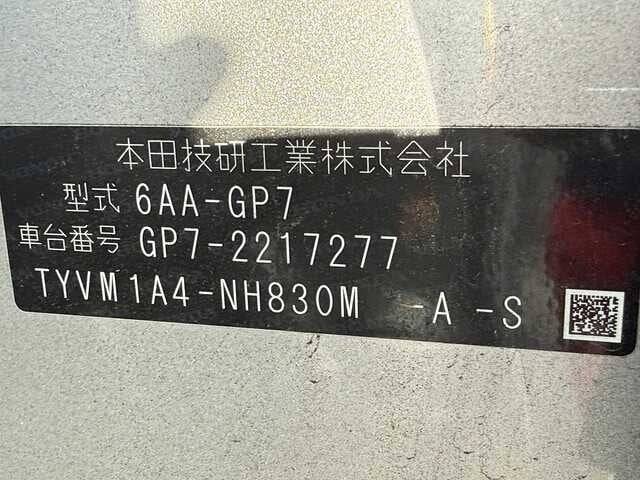 本田技研工業株式会社
型式 6AA-GP7
車台番号 GP7-2217277
TYVM1A4-NH830M -A -S